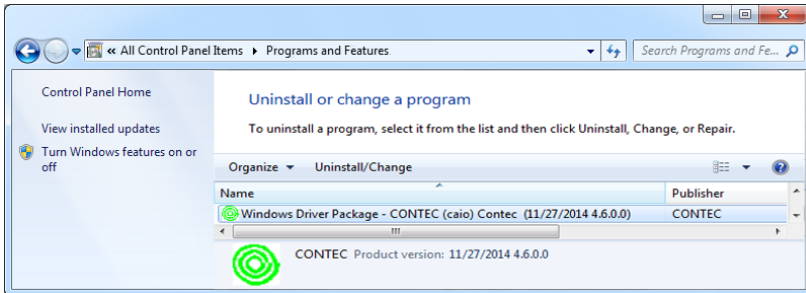 « All Control Panel Items ▸ Programs and Features
Search Programs and Fe...
Control Panel Home
View installed updates
Turn Windows features on or
off
Uninstall or change a program
To uninstall a program, select it from the list and then click Uninstall, Change, or Repair.
Organize Uninstall/Change
Name Publisher
Windows Driver Package - CONTEC (caio) Contec (11/27/2014 4.6.0.0) CONTEC
CONTEC Product version: 11/27/2014 4.6.0.0